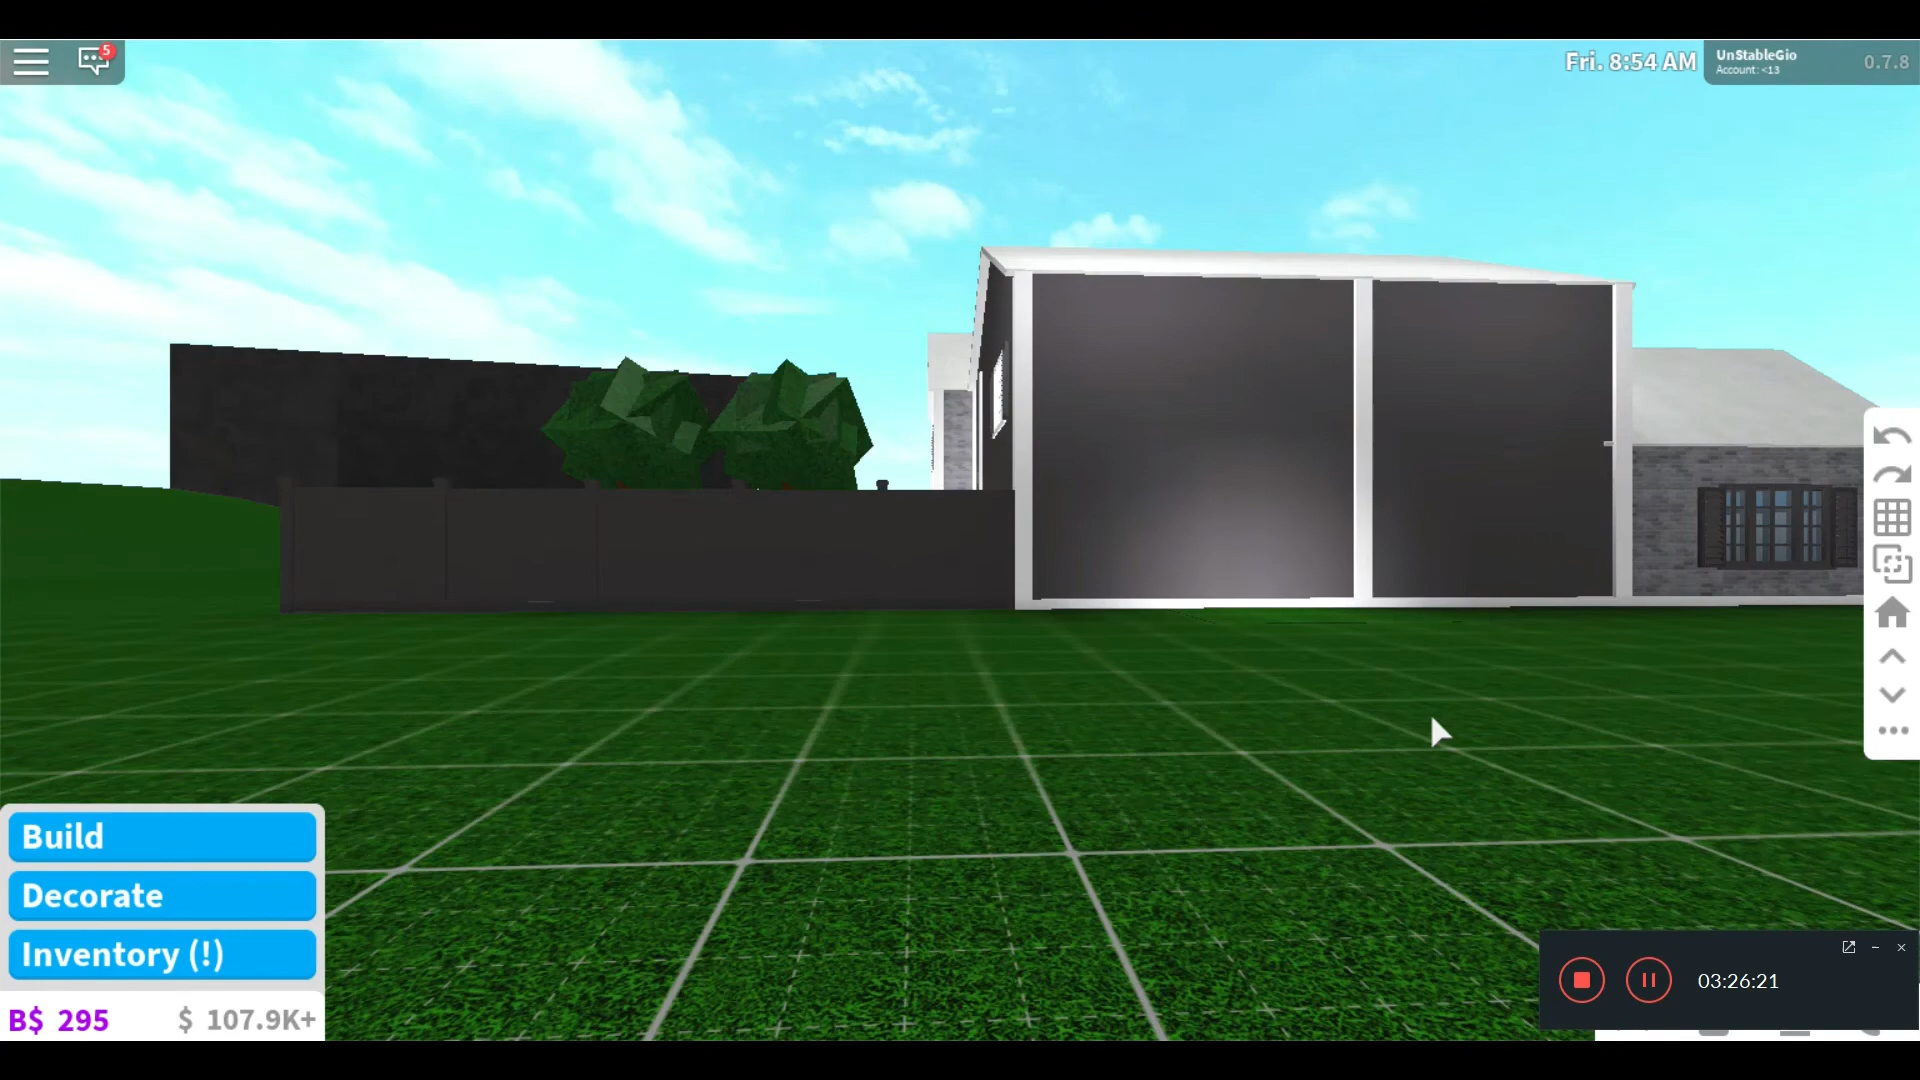 5
Fri. 8:54 AM
UnStableGio
Account: <13
0.7.8
Build
Decorate
Inventory (!)
B$ 295
$ 107.9K+
03:26:21